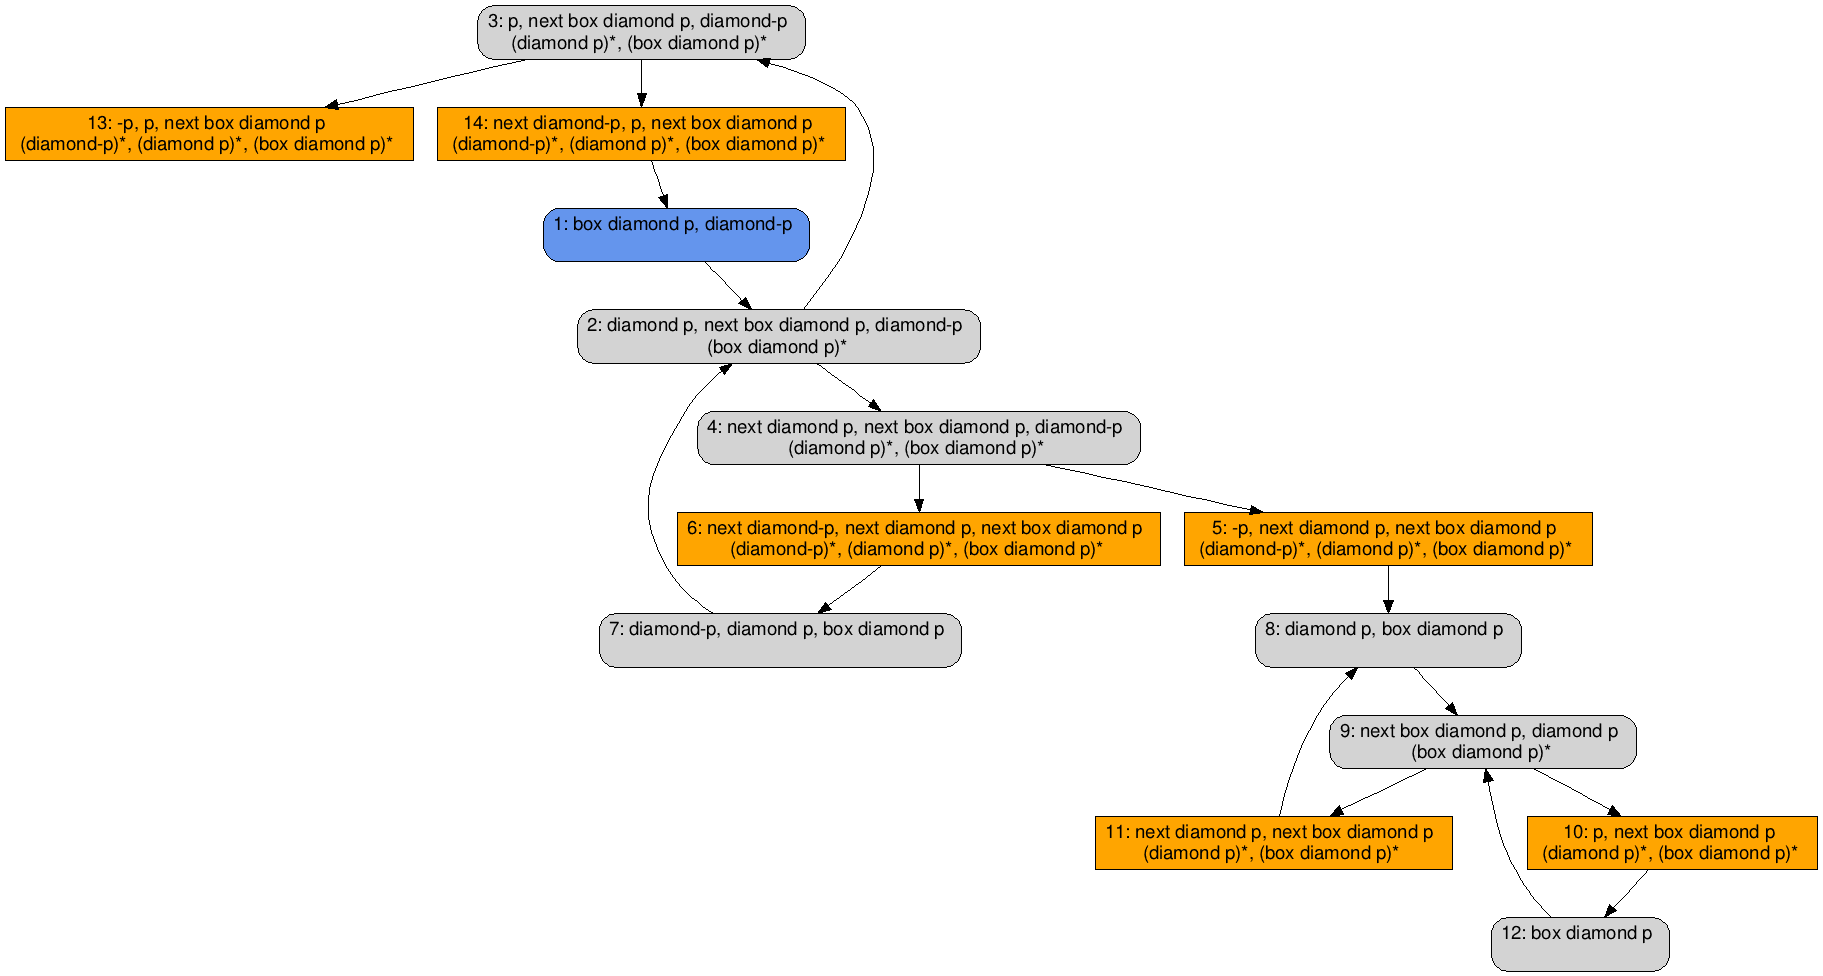 3: p, next box diamond p, diamond-p
(diamond p)*, (box diamond p)*
13: -p, p, next box diamond p
(diamond-p)*, (diamond p)*, (box diamond p)*
14: next diamond-p, p, next box diamond p
(diamond-p)*, (diamond p)*, (box diamond p)*
1: box diamond p, diamond-p
2: diamond p, next box diamond p, diamond-p
(box diamond p)*
4: next diamond p, next box diamond p, diamond-p
(diamond p)*, (box diamond p)*
6: next diamond-p, next diamond p, next box diamond p
(diamond-p)*, (diamond p)*, (box diamond p)*
5: -p, next diamond p, next box diamond p
(diamond-p)*, (diamond p)*, (box diamond p)*
7: diamond-p, diamond p, box diamond p
8: diamond p, box diamond p
9: next box diamond p, diamond p
(box diamond p)*
11: next diamond p, next box diamond p
(diamond p)*, (box diamond p)*
10: p, next box diamond p
(diamond p)*, (box diamond p)*
12: box diamond p